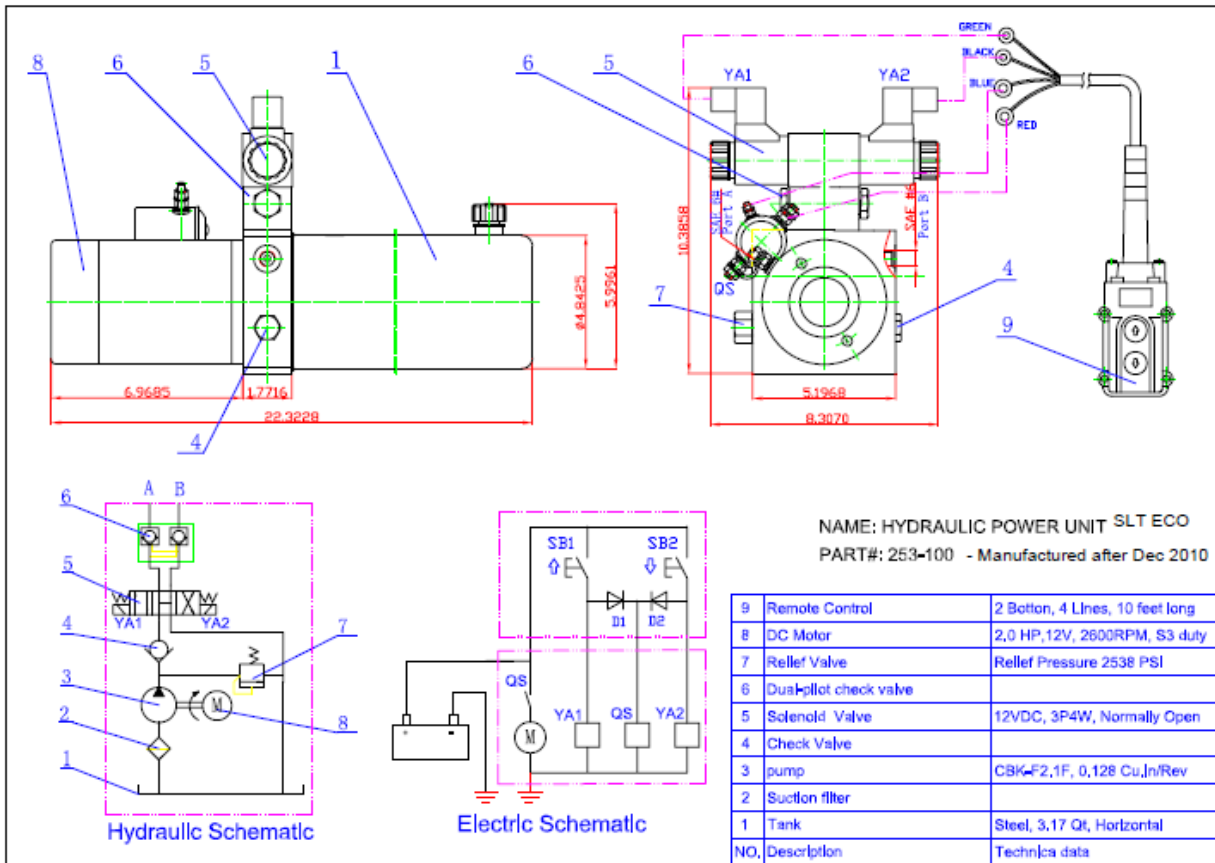 GREEN
BLACK
BLUE
RED
8
6
5
1
6
5
YA1
YA2
SAE 6#
Port A
SAE #6
Port B
QS
7
4
9
4
10.3858
Ø4.8425
5.9961
6.9685
1.7716
22.3228
5.1968
8.3070
A B
6
5
YA1
YA2
4
3
2
1
7
M
8
Hydraulic Schematic
SB1
SB2
D1
D2
QS
M
YA1
QS
YA2
Electric Schematic
NAME: HYDRAULIC POWER UNIT SLT ECO
PART#: 253-100 - Manufactured after Dec 2010
9 Remote Control 2 Botton, 4 Lines, 10 feet long
8 DC Motor 2,0 HP,12V, 2600RPM, S3 duty
7 Relief Valve Relief Pressure 2538 PSI
6 Dual-pilot check valve
5 Solenoid Valve 12VDC, 3P4W, Normally Open
4 Check Valve
3 pump CBK-F2,1F, 0,128 Cu,In/Rev
2 Suction filter
1 Tank Steel, 3,17 Qt, Horizontal
NO, Description Technica data